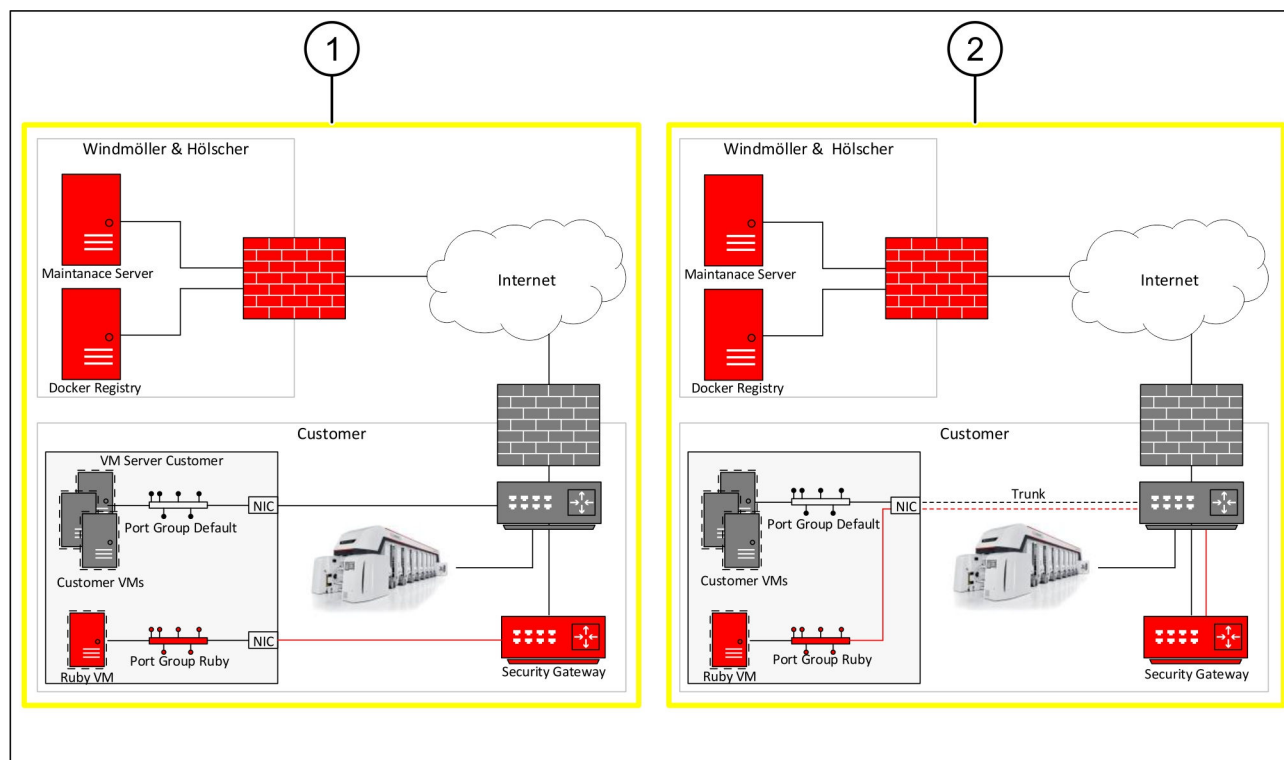 1
Windmöller & Hölscher
Maintanace Server
Docker Registry
Internet
Customer
VM Server Customer
NIC
Port Group Default
Customer VMs
NIC
Port Group Ruby
Ruby VM
Security Gateway
2
Windmöller & Hölscher
Maintanace Server
Docker Registry
Internet
Customer
Trunk
NIC
Port Group Default
Customer VMs
Port Group Ruby
Ruby VM
Security Gateway